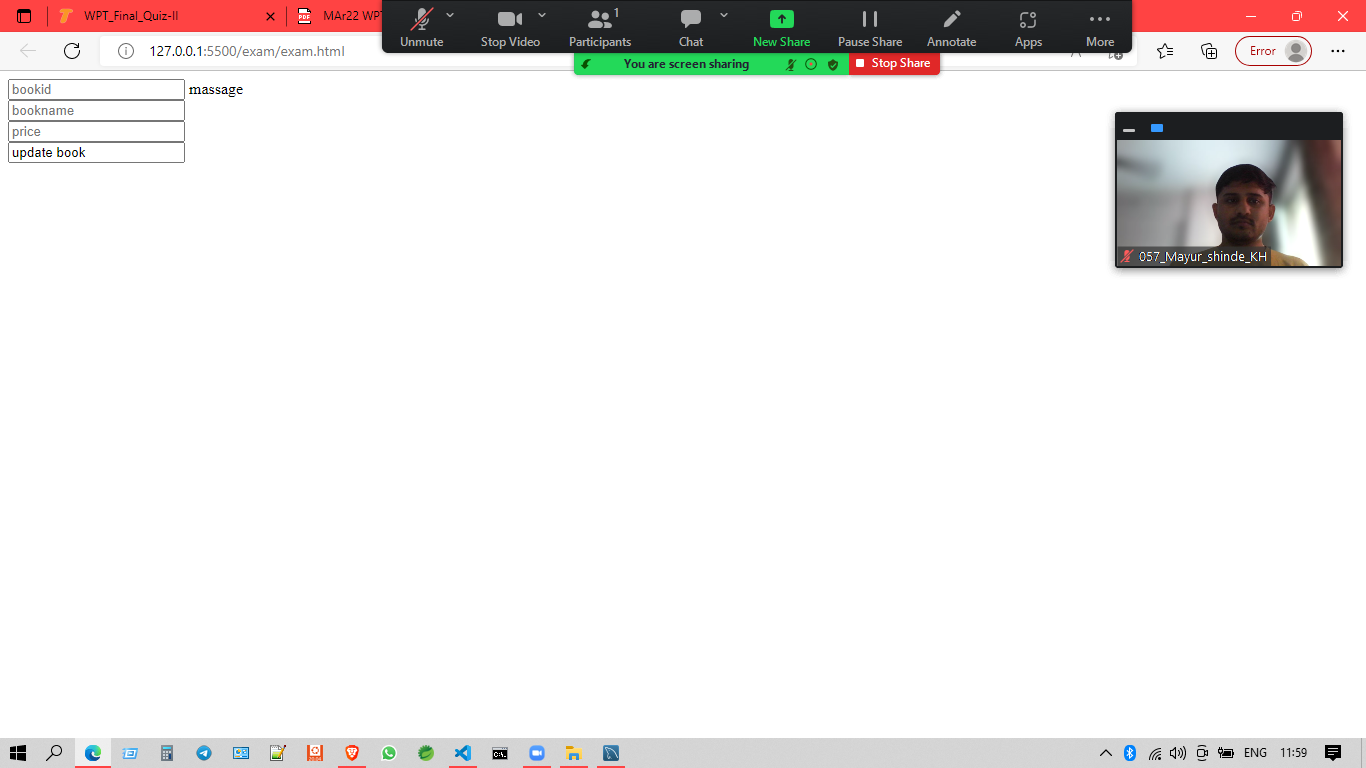 WPT_Final_Quiz-II
MAr22 WPT
Unmute
Stop Video
Participants
1
Chat
New Share
Pause Share
Annotate
Apps
More
You are screen sharing
Stop Share
127.0.0.1:5500/exam/exam.html
Error
bookid massage
bookname
price
update book
057_Mayur_shinde_KH
ENG
11:59